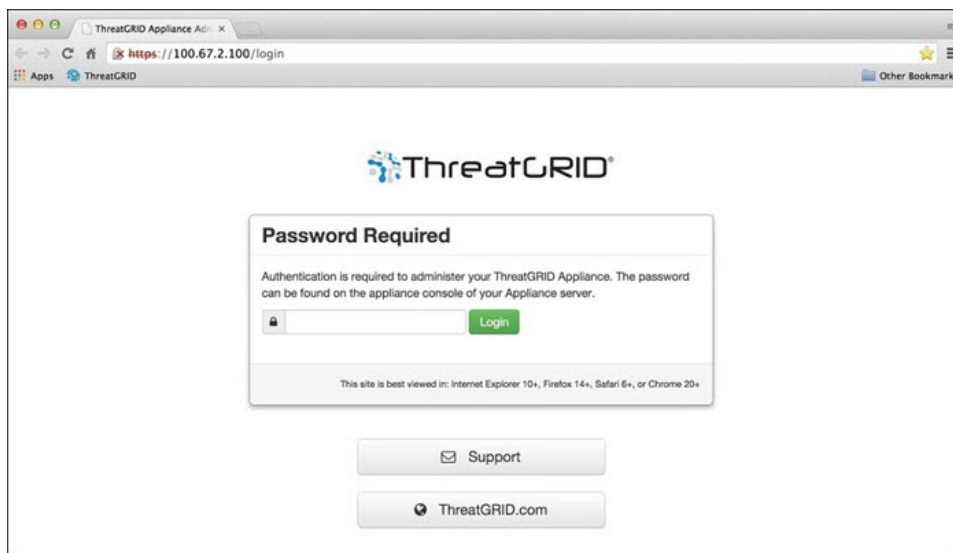 ThreatGRID Appliance Adn
https://100.67.2.100/login
Apps ThreatGRID Other Bookmark
ThreatGRID®
Password Required
Authentication is required to administer your ThreatGRID Appliance. The password
can be found on the appliance console of your Appliance server.
Login
This site is best viewed in: Internet Explorer 10+, Firefox 14+, Safari 6+, or Chrome 20+
Support
ThreatGRID.com